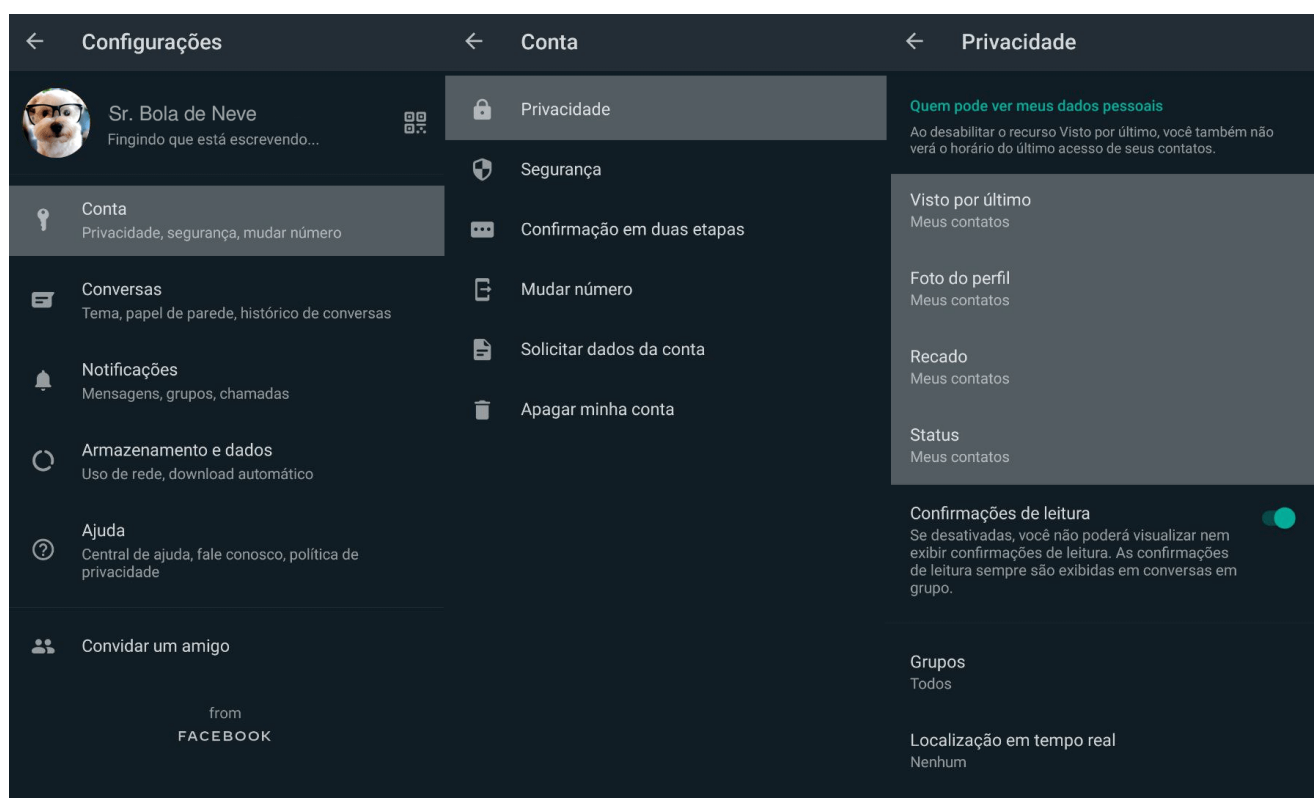 Configurações
Sr. Bola de Neve
Fingindo que está escrevendo...
Conta
Privacidade, segurança, mudar número
Conversas
Tema, papel de parede, histórico de conversas
Notificações
Mensagens, grupos, chamadas
Armazenamento e dados
Uso de rede, download automático
Ajuda
Central de ajuda, fale conosco, política de
privacidade
Convidar um amigo
from
FACEBOOK
Conta
Privacidade
Segurança
Confirmação em duas etapas
Mudar número
Solicitar dados da conta
Apagar minha conta
Privacidade
Quem pode ver meus dados pessoais
Ao desabilitar o recurso Visto por último, você também não
verá o horário do último acesso de seus contatos.
Visto por último
Meus contatos
Foto do perfil
Meus contatos
Recado
Meus contatos
Status
Meus contatos
Confirmações de leitura
Se desativadas, você não poderá visualizar nem
exibir confirmações de leitura. As confirmações
de leitura sempre são exibidas em conversas em
grupo.
Grupos
Todos
Localização em tempo real
Nenhum